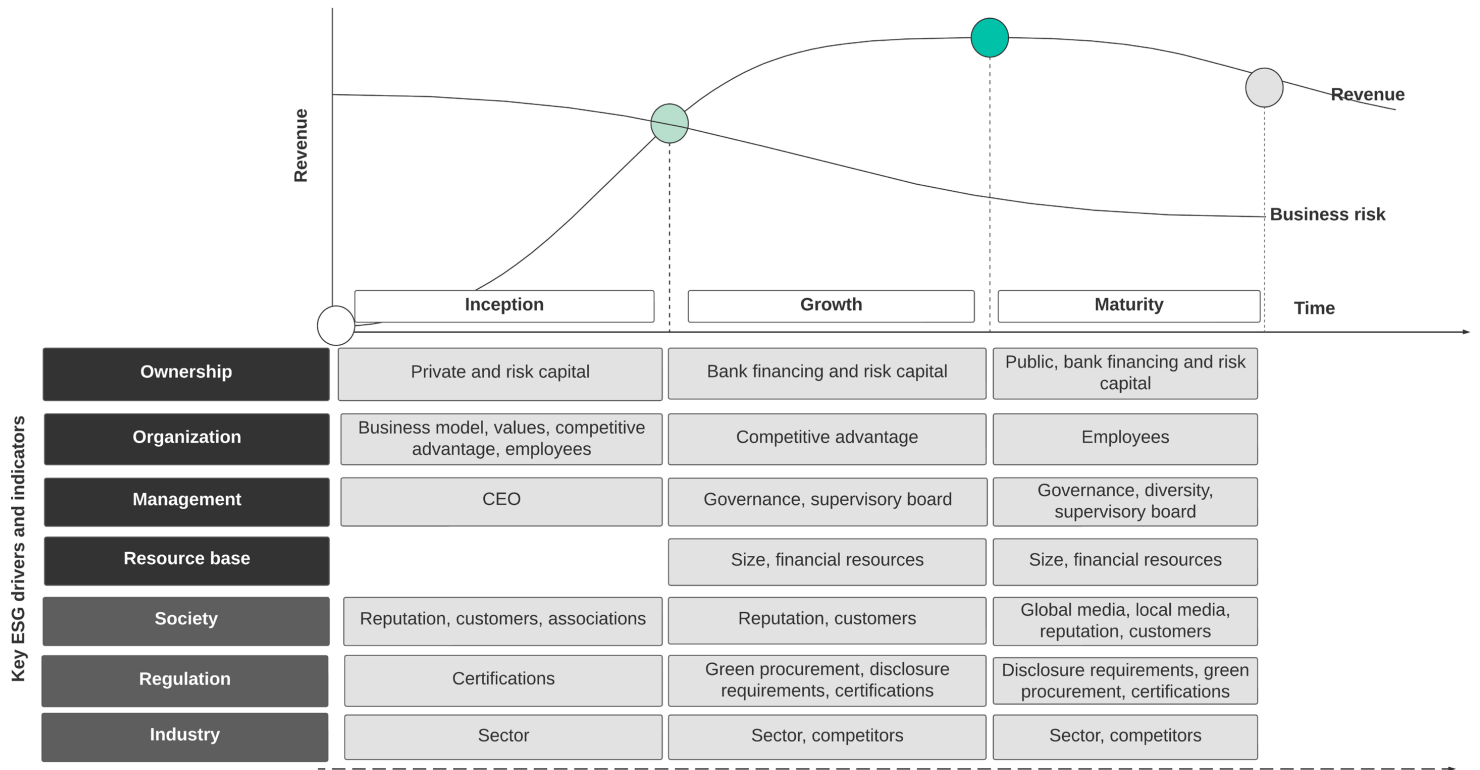 Revenue
Revenue
Business risk
Inception
Growth
Maturity
Time
Key ESG drivers and indicators
Ownership
Private and risk capital
Bank financing and risk capital
Public, bank financing and risk
capital
Organization
Business model, values, competitive
advantage, employees
Competitive advantage
Employees
Management
CEO
Governance, supervisory board
Governance, diversity,
supervisory board
Resource base
Size, financial resources
Size, financial resources
Society
Reputation, customers, associations
Reputation, customers
Global media, local media,
reputation, customers
Regulation
Certifications
Green procurement, disclosure
requirements, certifications
Disclosure requirements, green
procurement, certifications
Industry
Sector
Sector, competitors
Sector, competitors